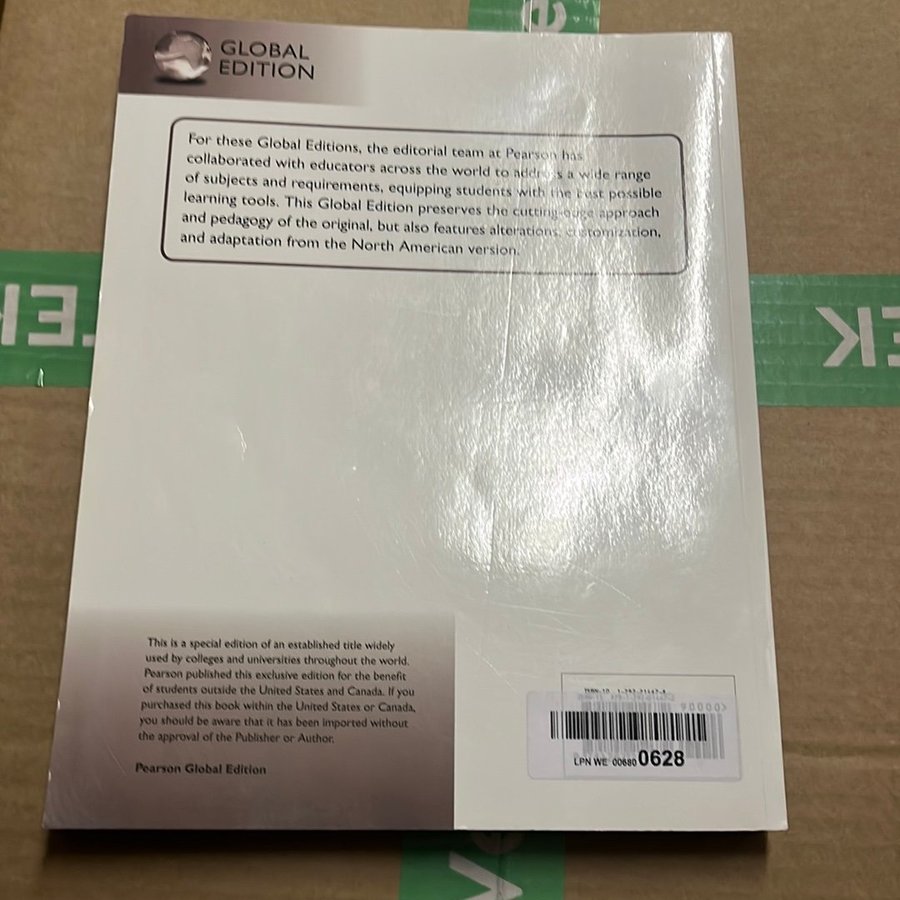 GLOBAL
EDITION
For these Global Editions, the editorial team at Pearson has
collaborated with educators across the world to address a wide range
of subjects and requirements, equipping students with the best possible
learning tools. This Global Edition preserves the cutting-edge approach
and pedagogy of the original, but also features alterations, customization,
and adaptation from the North American version.
This is a special edition of an established title widely
used by colleges and universities throughout the world.
Pearson published this exclusive edition for the benefit
of students outside the United States and Canada. If you
purchased this book within the United States or Canada,
you should be aware that it has been imported without
the approval of the Publisher or Author.
Pearson Global Edition
ISBN-10
LPN WE 00680 0628